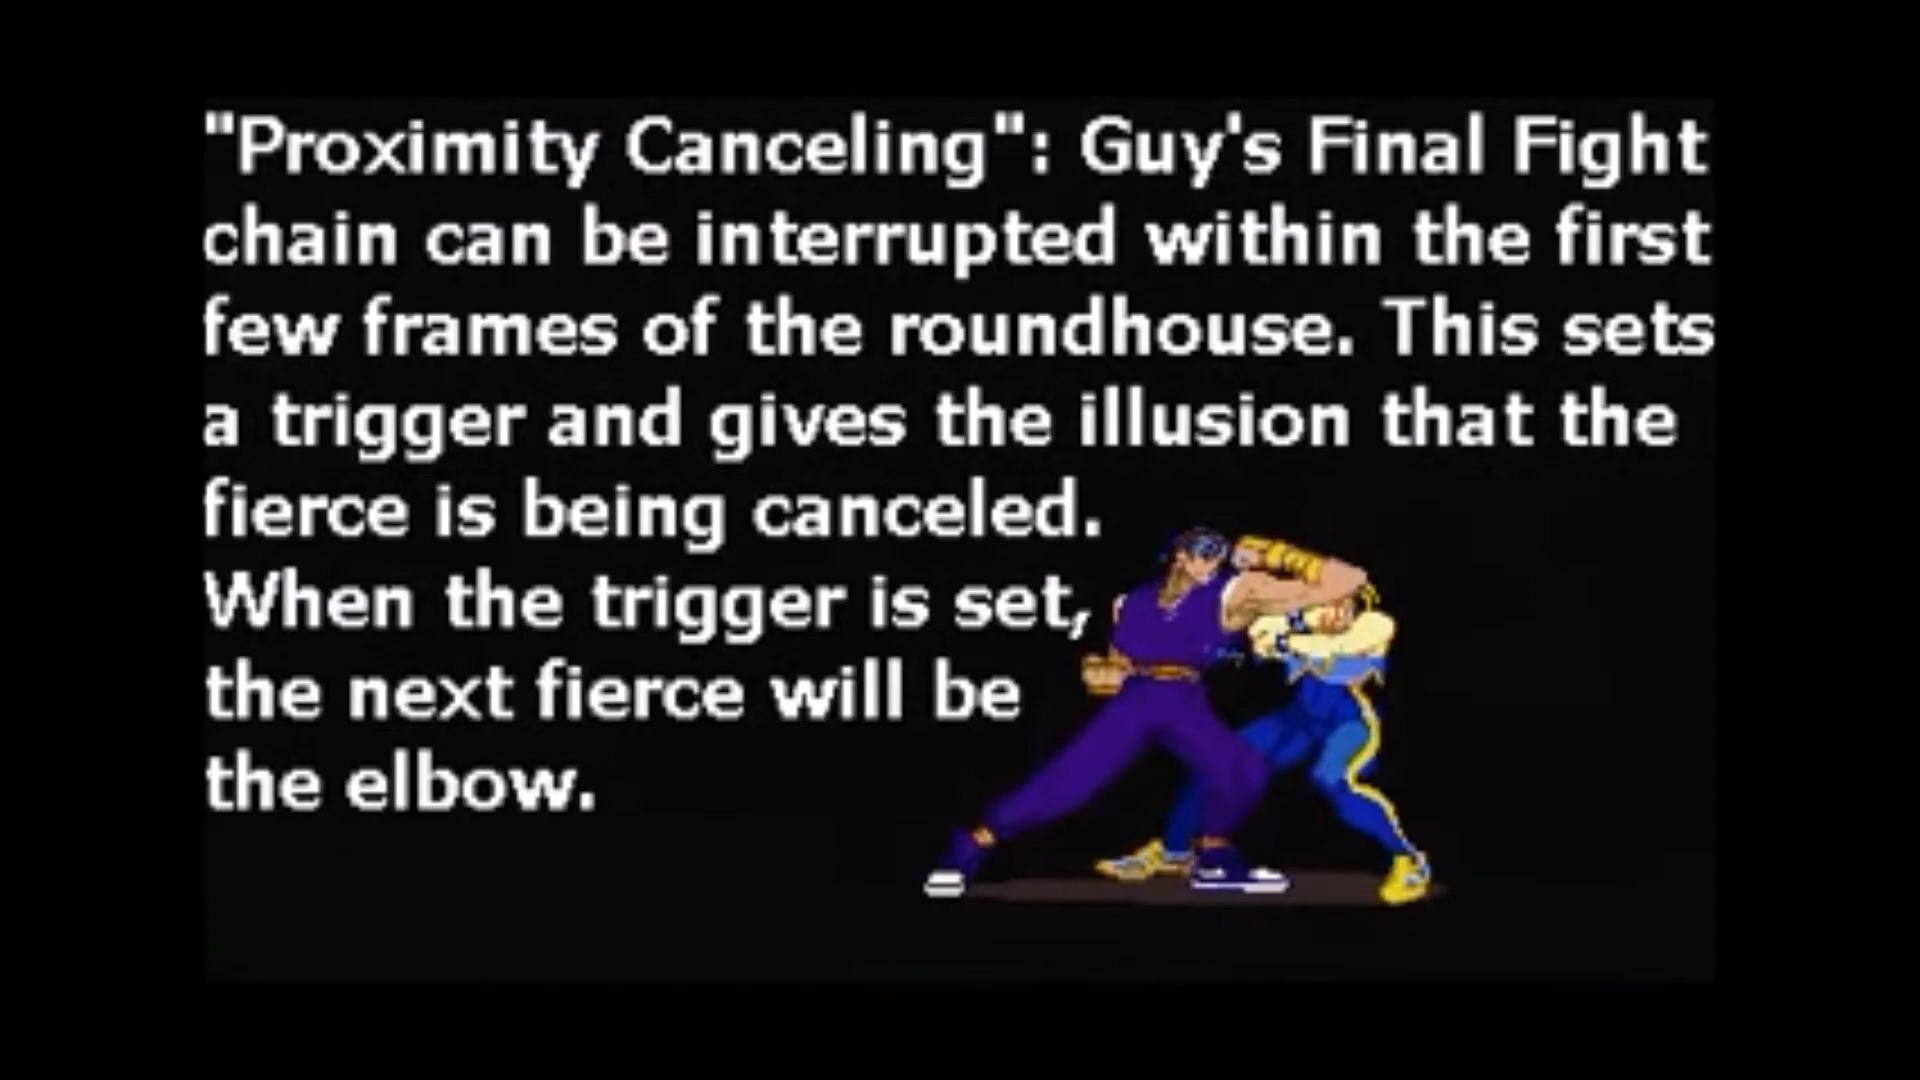 "Proximity Canceling": Guy's Final Fight
chain can be interrupted within the first
few frames of the roundhouse. This sets
a trigger and gives the illusion that the
fierce is being canceled.
When the trigger is set,
the next fierce will be
the elbow.